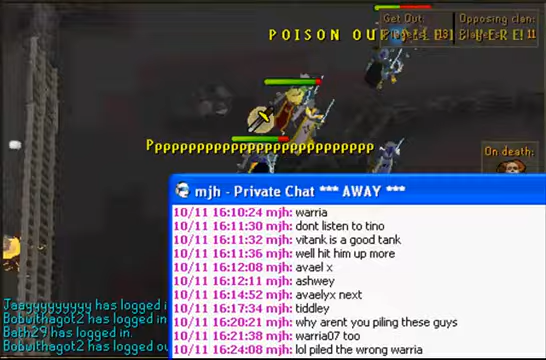 Get Out: Opposing clan:
Players: 13 Players: 11
POISON OU
Ppppppppppppppppppppppppppp
On death:
mjh - Private Chat *** AWAY ***
10/11 16:10:24 mjh: warria
10/11 16:11:30 mjh: dont listen to tino
10/11 16:11:32 mjh: vitank is a good tank
10/11 16:11:36 mjh: well hit him up more
10/11 16:12:08 mjh: avael x
10/11 16:12:11 mjh: ashwey
10/11 16:14:52 mjh: avaelyx next
10/11 16:17:34 mjh: tiddley
10/11 16:20:21 mjh: why arent you piling these guys
10/11 16:21:38 mjh: warria07 too
10/11 16:24:08 mjh: lol piled the wrong warria
has logged i
has logged in
Bath29 has logged in.
has logged ou